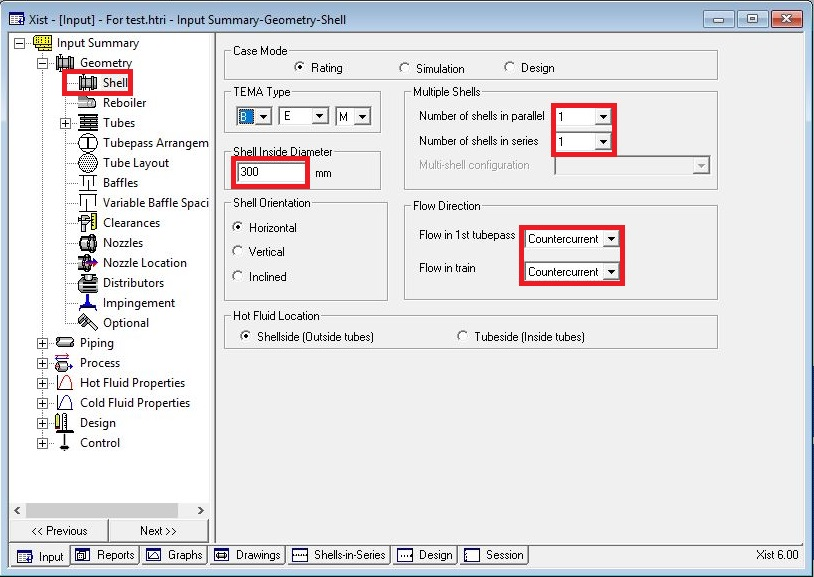 Xist - [Input] - For test.htri - Input Summary-Geometry-Shell
Input Summary
Geometry
Shell
Reboiler
Tubes
Tubepass Arrangem
Tube Layout
Baffles
Variable Baffle Spaci
Clearances
Nozzles
Nozzle Location
Distributors
Impingement
Optional
Piping
Process
Hot Fluid Properties
Cold Fluid Properties
Design
Control
<< Previous Next >>
Case Mode
Rating Simulation Design
TEMA Type
B E M
Shell Inside Diameter
300 mm
Shell Orientation
Horizontal
Vertical
Inclined
Multiple Shells
Number of shells in parallel 1
Number of shells in series 1
Multi-shell configuration
Flow Direction
Flow in 1st tubepass Countercurrent
Flow in train Countercurrent
Hot Fluid Location
Shellside (Outside tubes) Tubeside (Inside tubes)
Input Reports Graphs Drawings Shells-in-Series Design Session Xist 6.00